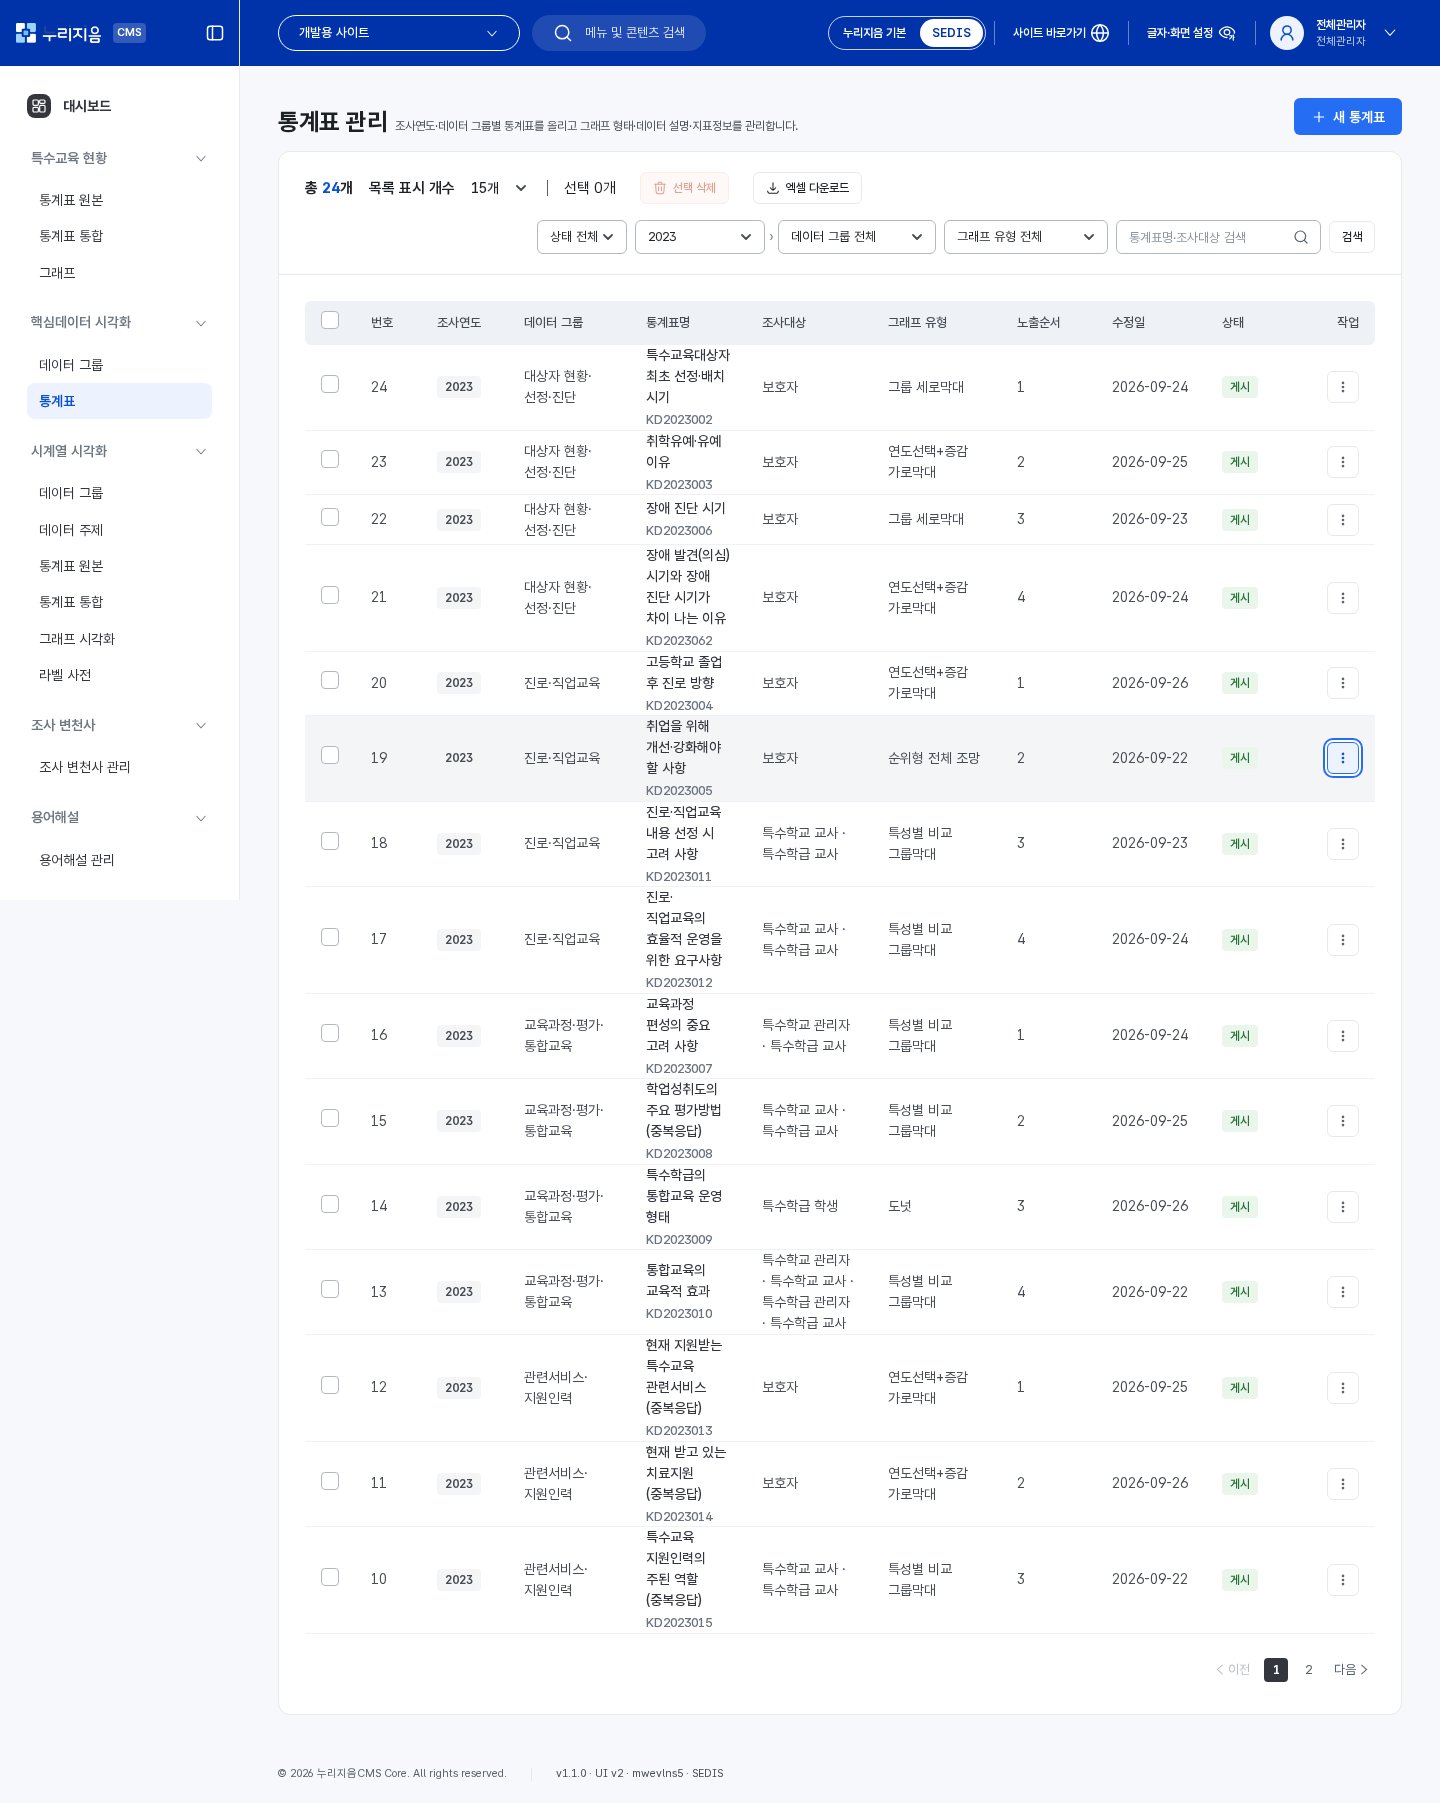 누리지음 CMS
개발용 사이트
메뉴 및 콘텐츠 검색
누리지음 기본 SEDIS
사이트 바로가기
글자·화면 설정
전체관리자
전체관리자
대시보드
특수교육 현황
통계표 원본
통계표 통합
그래프
핵심데이터 시각화
데이터 그룹
통계표
시계열 시각화
데이터 그룹
데이터 주제
통계표 원본
통계표 통합
그래프 시각화
라벨 사전
조사 변천사
조사 변천사 관리
용어해설
용어해설 관리
통계표 관리 조사연도·데이터 그룹별 통계표를 올리고 그래프 형태·데이터 설명·지표정보를 관리합니다.
새 통계표
총 24개 목록 표시 개수 15개 선택 0개 선택 삭제 엑셀 다운로드
상태 전체 2023 › 데이터 그룹 전체 그래프 유형 전체 통계표명·조사대상 검색 검색
번호 조사연도 데이터 그룹 통계표명 조사대상 그래프 유형 노출순서 수정일 상태 작업
24 2023 대상자 현황·
선정·진단
특수교육대상자
최초 선정·배치
시기
KD2023002
보호자 그룹 세로막대 1 2026-09-24 게시
23 2023 대상자 현황·
선정·진단
취학유예·유예
이유
KD2023003
보호자 연도선택+증감
가로막대
2 2026-09-25 게시
22 2023 대상자 현황·
선정·진단
장애 진단 시기
KD2023006
보호자 그룹 세로막대 3 2026-09-23 게시
21 2023 대상자 현황·
선정·진단
장애 발견(의심)
시기와 장애
진단 시기가
차이 나는 이유
KD2023062
보호자 연도선택+증감
가로막대
4 2026-09-24 게시
20 2023 진로·직업교육
고등학교 졸업
후 진로 방향
KD2023004
보호자 연도선택+증감
가로막대
1 2026-09-26 게시
19 2023 진로·직업교육
취업을 위해
개선·강화해야
할 사항
KD2023005
보호자 순위형 전체 조망 2 2026-09-22 게시
18 2023 진로·직업교육
진로·직업교육
내용 선정 시
고려 사항
KD2023011
특수학교 교사 ·
특수학급 교사
특성별 비교
그룹막대
3 2026-09-23 게시
17 2023 진로·직업교육
진로·
직업교육의
효율적 운영을
위한 요구사항
KD2023012
특수학교 교사 ·
특수학급 교사
특성별 비교
그룹막대
4 2026-09-24 게시
16 2023 교육과정·평가·
통합교육
교육과정
편성의 중요
고려 사항
KD2023007
특수학교 관리자
· 특수학급 교사
특성별 비교
그룹막대
1 2026-09-24 게시
15 2023 교육과정·평가·
통합교육
학업성취도의
주요 평가방법
(중복응답)
KD2023008
특수학교 교사 ·
특수학급 교사
특성별 비교
그룹막대
2 2026-09-25 게시
14 2023 교육과정·평가·
통합교육
특수학급의
통합교육 운영
형태
KD2023009
특수학급 학생 도넛 3 2026-09-26 게시
13 2023 교육과정·평가·
통합교육
통합교육의
교육적 효과
KD2023010
특수학교 관리자
· 특수학교 교사 ·
특수학급 관리자
· 특수학급 교사
특성별 비교
그룹막대
4 2026-09-22 게시
12 2023 관련서비스·
지원인력
현재 지원받는
특수교육
관련서비스
(중복응답)
KD2023013
보호자 연도선택+증감
가로막대
1 2026-09-25 게시
11 2023 관련서비스·
지원인력
현재 받고 있는
치료지원
(중복응답)
KD2023014
보호자 연도선택+증감
가로막대
2 2026-09-26 게시
10 2023 관련서비스·
지원인력
특수교육
지원인력의
주된 역할
(중복응답)
KD2023015
특수학교 교사 ·
특수학급 교사
특성별 비교
그룹막대
3 2026-09-22 게시
이전 1 2 다음
© 2026 누리지음CMS Core. All rights reserved. v1.1.0 · UI v2 · mwevlns5 · SEDIS